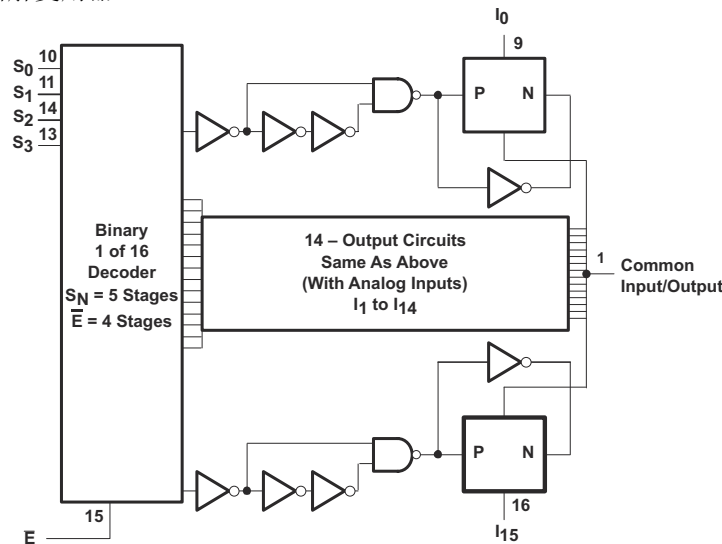 I0
9
10
S0
11
S1
14
S2
13
S3
P N
Binary
1 of 16
Decoder
SN = 5 Stages
E̅ = 4 Stages
14 – Output Circuits
Same As Above
(With Analog Inputs)
I1 to I14
1
Common
Input/Output
P N
15
E̅
16
I15